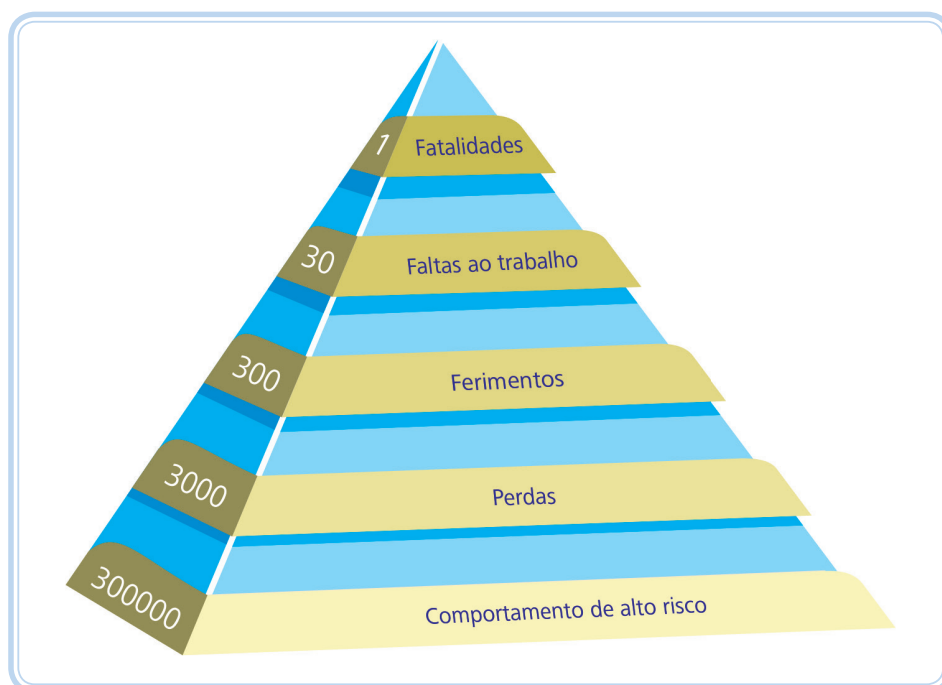 1 Fatalidades
30 Faltas ao trabalho
300 Ferimentos
3000 Perdas
300000 Comportamento de alto risco